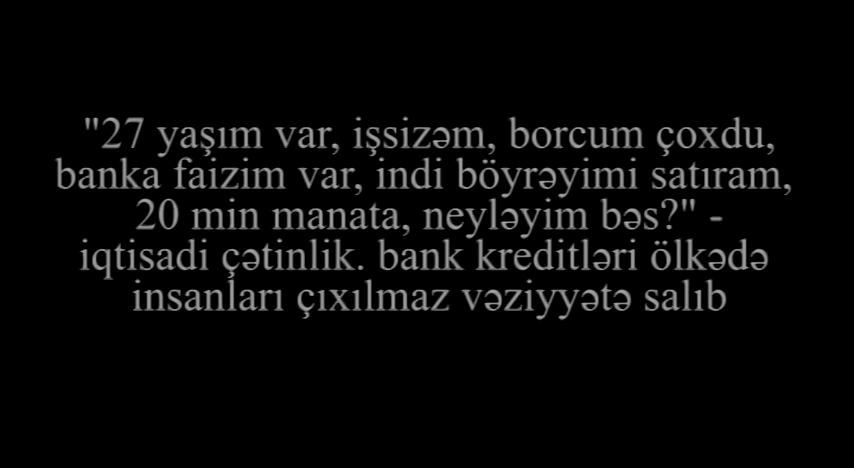 "27 yaşım var, işsizəm, borcum çoxdu,
banka faizim var, indi böyrəyimi satıram,
20 min manata, neyləyim bəs?" -
iqtisadi çətinlik. bank kreditləri ölkədə
insanları çıxılmaz vəziyyətə salıb